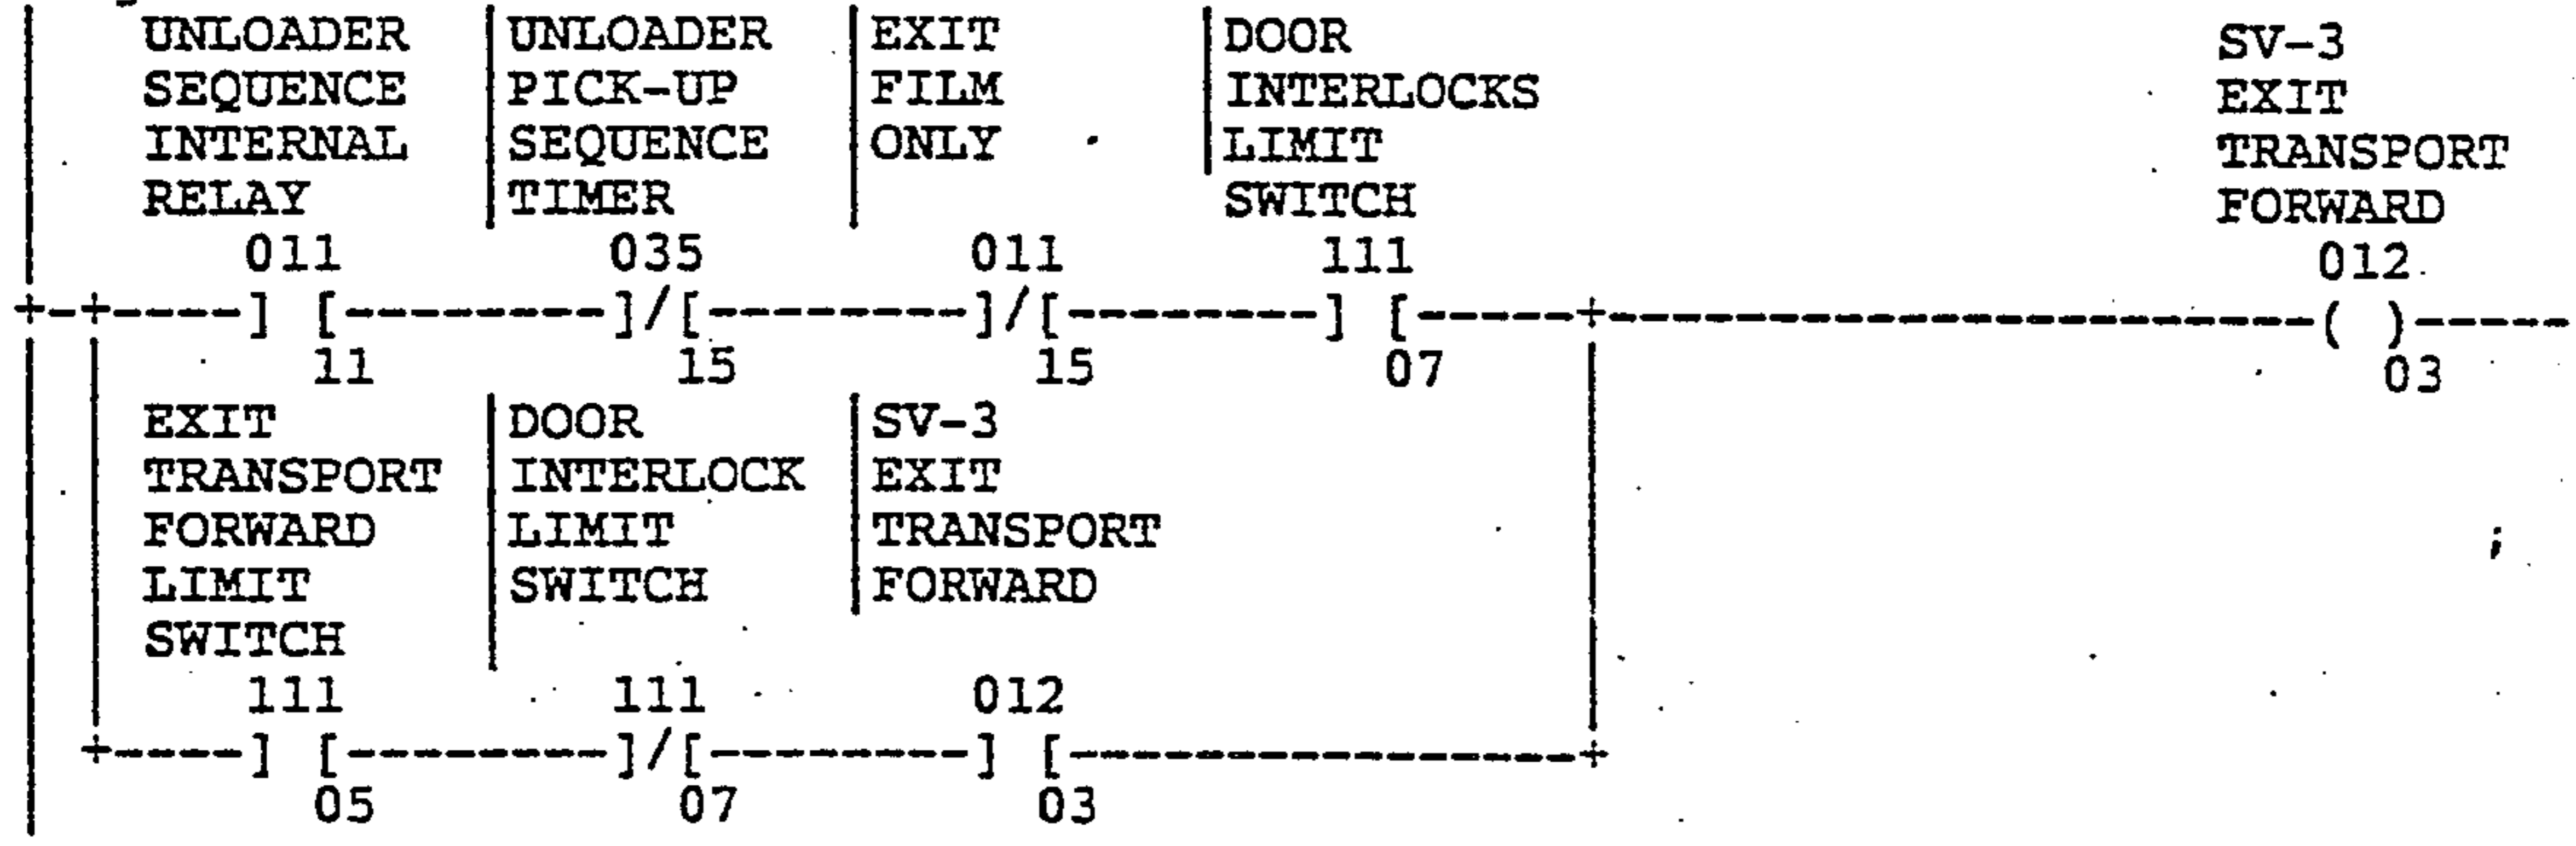 UNLOADER UNLOADER EXIT DOOR SV-3
SEQUENCE PICK-UP FILM INTERLOCKS EXIT
INTERNAL SEQUENCE ONLY LIMIT TRANSPORT
RELAY TIMER SWITCH FORWARD
011 035 011 111 012
] [ ]/[ ]/[ ] [ ( )
11 15 15 07 03
EXIT DOOR SV-3
TRANSPORT INTERLOCK EXIT
FORWARD LIMIT TRANSPORT
LIMIT SWITCH FORWARD
SWITCH
111 111 012
] [ ]/[ ] [
05 07 03